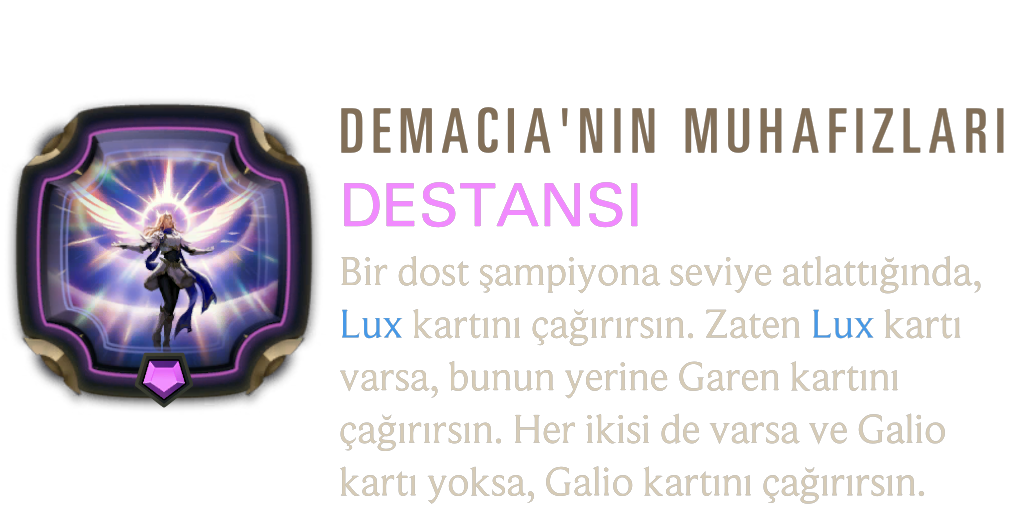 DEMACIA'NIN MUHAFIZLARI
DESTANSI
Bir dost şampiyona seviye atlattığında,
Lux kartını çağırırsın. Zaten Lux kartı
varsa, bunun yerine Garen kartını
çağırırsın. Her ikisi de varsa ve Galio
kartı yoksa, Galio kartını çağırırsın.